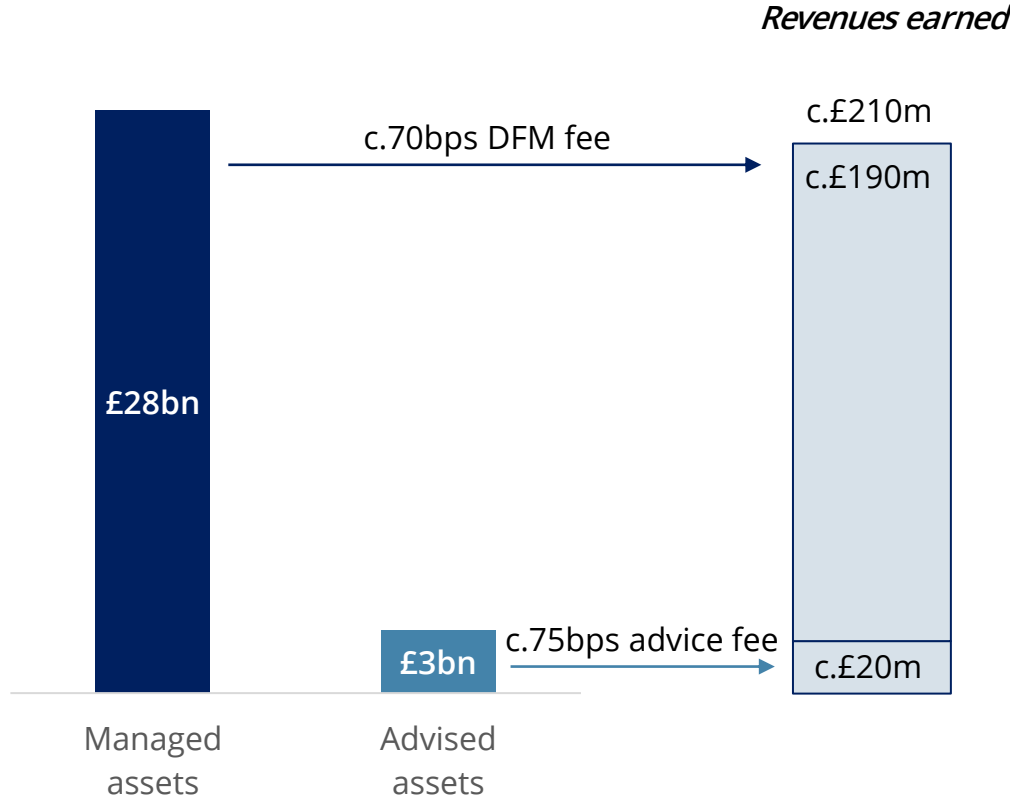 Revenues earned
c.£210m
c.70bps DFM fee
c.£190m
£28bn
c.75bps advice fee
£3bn
c.£20m
Managed
assets
Advised
assets